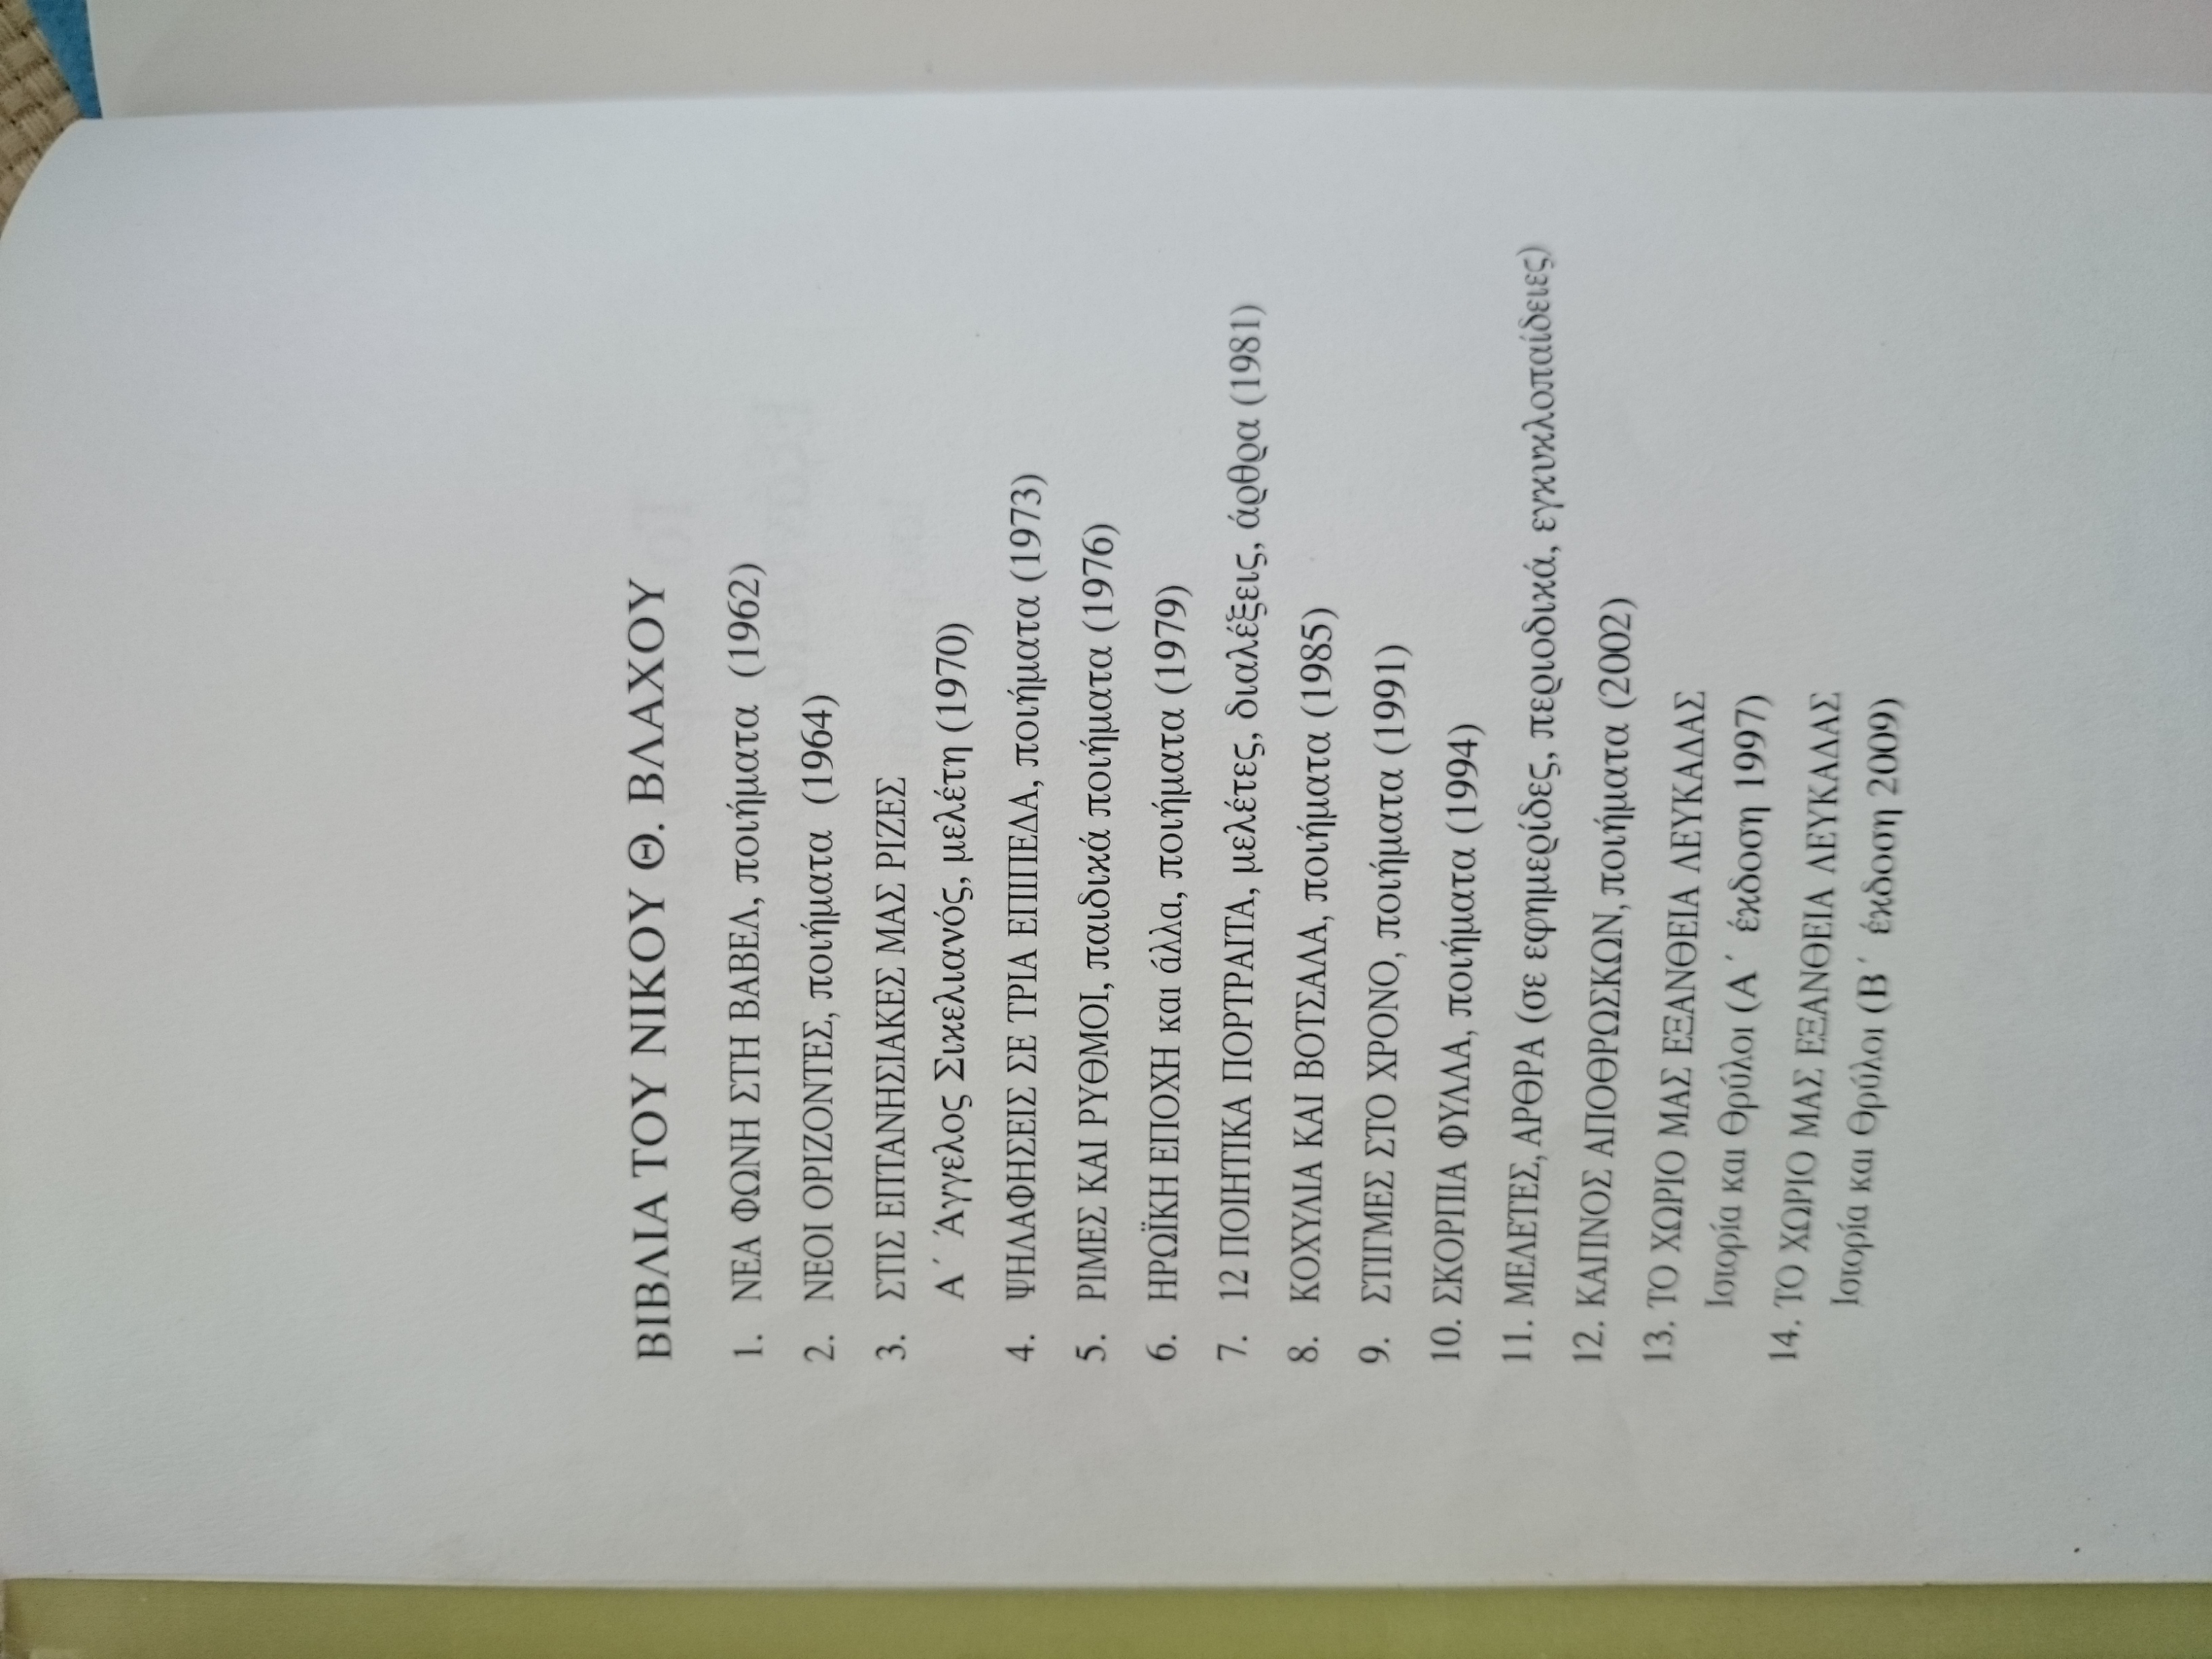 ΒΙΒΛΙΑ ΤΟΥ ΝΙΚΟΥ Θ. ΒΛΑΧΟΥ
1. ΝΕΑ ΦΩΝΗ ΣΤΗ ΒΑΒΕΛ, ποιήματα (1962)
2. ΝΕΟΙ ΟΡΙΖΟΝΤΕΣ, ποιήματα (1964)
3. ΣΤΙΣ ΕΠΤΑΝΗΣΙΑΚΕΣ ΜΑΣ ΡΙΖΕΣ
Α΄ Άγγελος Σικελιανός, μελέτη (1970)
4. ΨΗΛΑΦΗΣΕΙΣ ΣΕ ΤΡΙΑ ΕΠΙΠΕΔΑ, ποιήματα (1973)
5. ΡΙΜΕΣ ΚΑΙ ΡΥΘΜΟΙ, παιδικά ποιήματα (1976)
6. ΗΡΩΪΚΗ ΕΠΟΧΗ και άλλα, ποιήματα (1979)
7. 12 ΠΟΙΗΤΙΚΑ ΠΟΡΤΡΑΙΤΑ, μελέτες, διαλέξεις, άρθρα (1981)
8. ΚΟΧΥΛΙΑ ΚΑΙ ΒΟΤΣΑΛΑ, ποιήματα (1985)
9. ΣΤΙΓΜΕΣ ΣΤΟ ΧΡΟΝΟ, ποιήματα (1991)
10. ΣΚΟΡΠΙΑ ΦΥΛΛΑ, ποιήματα (1994)
11. ΜΕΛΕΤΕΣ, ΑΡΘΡΑ (σε εφημερίδες, περιοδικά, εγκυκλοπαίδειες)
12. ΚΑΠΝΟΣ ΑΠΟΘΡΩΣΚΩΝ, ποιήματα (2002)
13. ΤΟ ΧΩΡΙΟ ΜΑΣ ΕΞΑΝΘΕΙΑ ΛΕΥΚΑΔΑΣ
Ιστορία και Θρύλοι (Α΄ έκδοση 1997)
14. ΤΟ ΧΩΡΙΟ ΜΑΣ ΕΞΑΝΘΕΙΑ ΛΕΥΚΑΔΑΣ
Ιστορία και Θρύλοι (Β΄ έκδοση 2009)